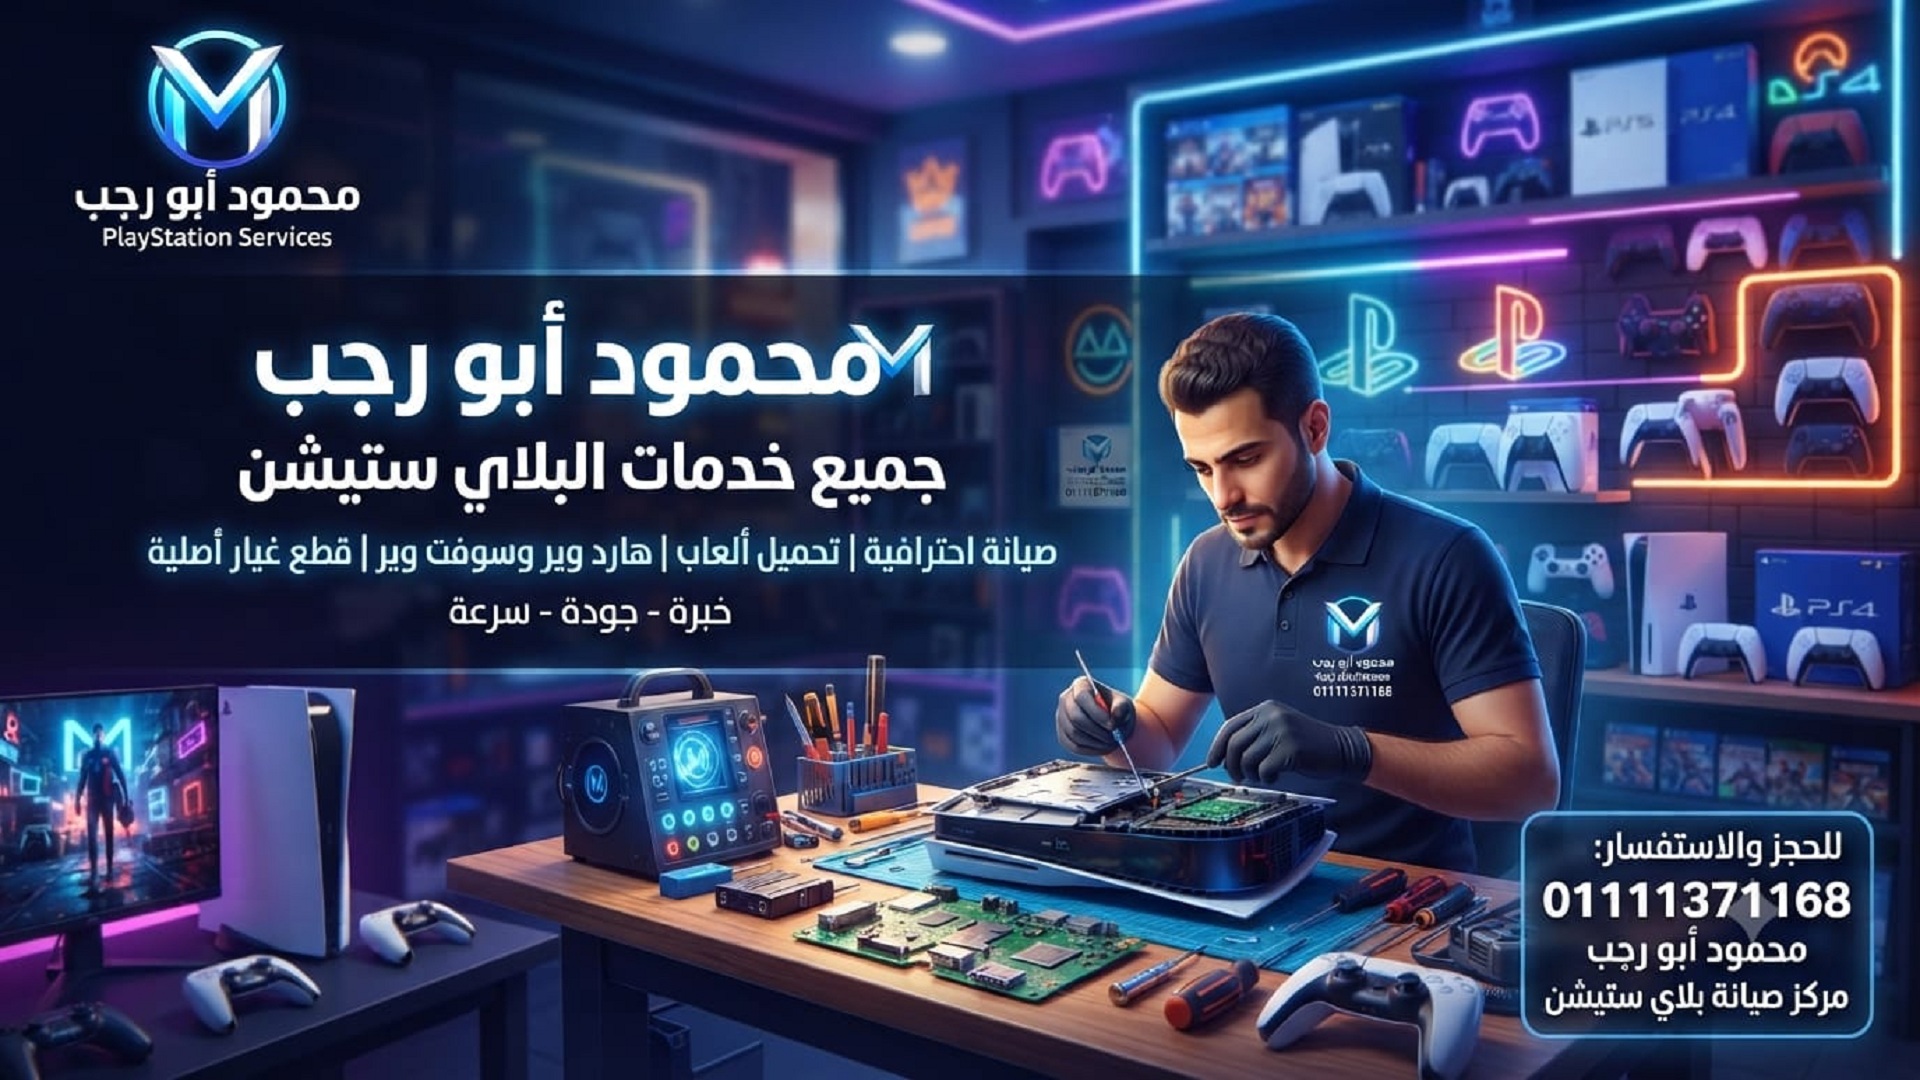 محمود أبو رجب
PlayStation Services
محمود أبو رجب
جميع خدمات البلاي ستيشن
صيانة احترافية | تحميل ألعاب | هارد وير وسوفت وير | قطع غيار أصلية
خبرة - جودة - سرعة
PS5
PS4
PS4
PS4
01111371168
للحجز والاستفسار:
01111371168
محمود أبو رجب
مركز صيانة بلاي ستيشن